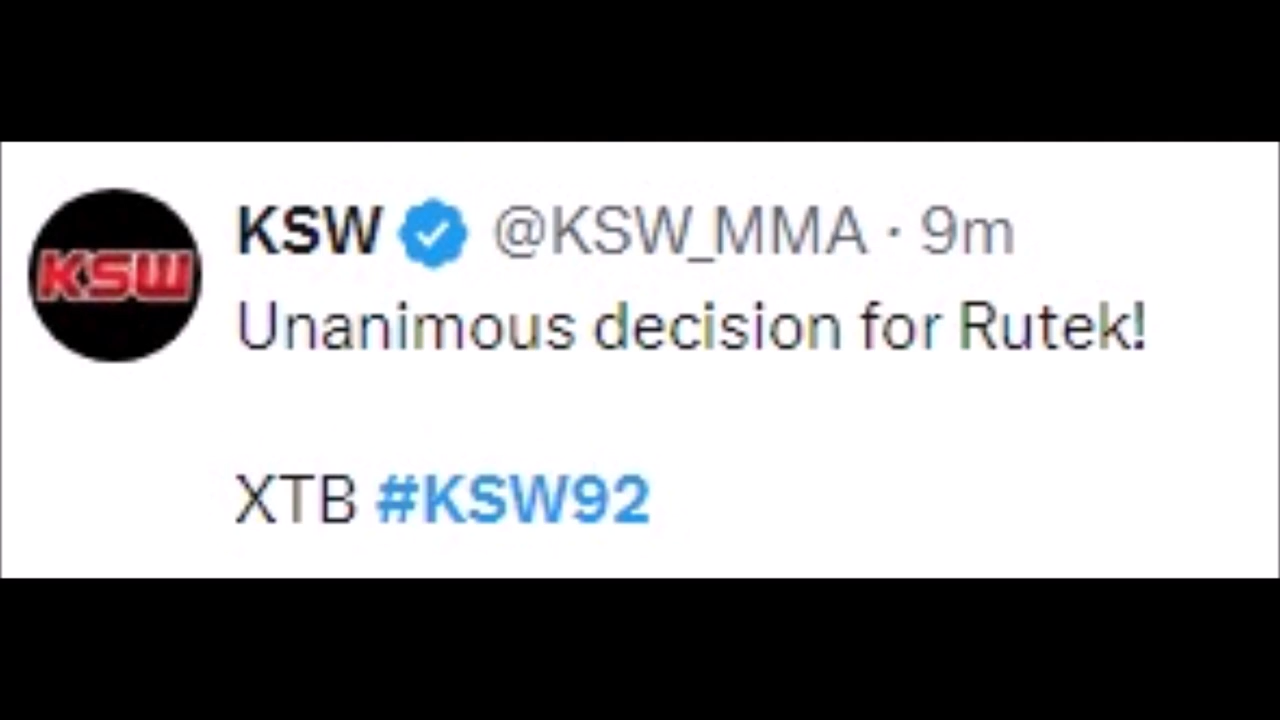 KSW
KSW @KSW_MMA · 9m
Unanimous decision for Rutek!
XTB #KSW92